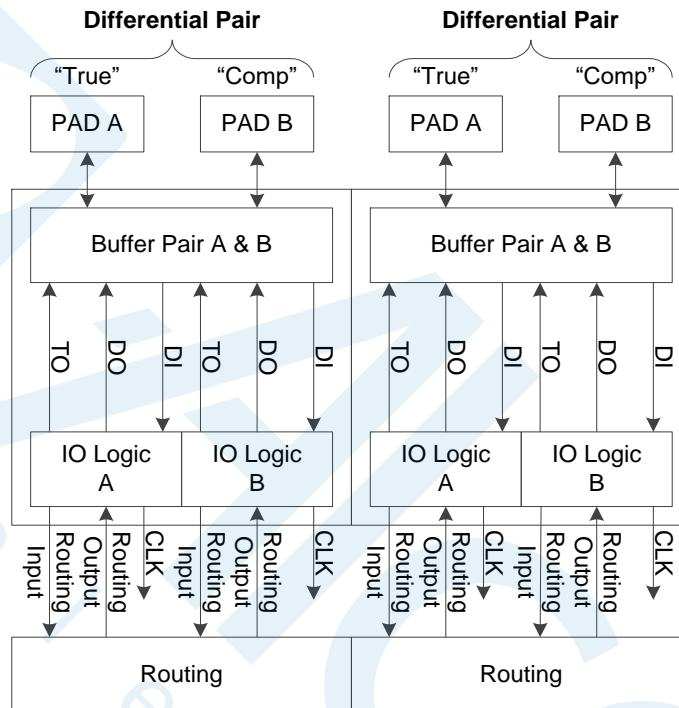 Differential Pair Differential Pair
“True” “Comp” “True” “Comp”
PAD A PAD B PAD A PAD B
Buffer Pair A & B Buffer Pair A & B
TO DO DI TO DO DI TO DO DI TO DO DI
IO Logic A IO Logic B IO Logic A IO Logic B
Routing Input Routing Output CLK Routing Input Routing Output CLK Routing Input Routing Output CLK Routing Input Routing Output CLK
Routing Routing